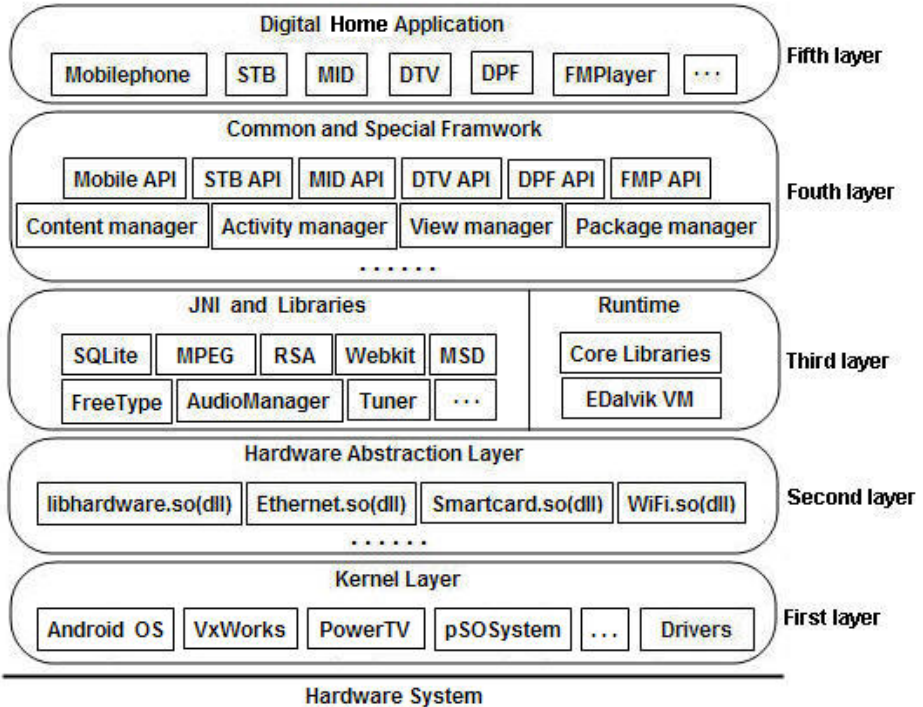 Digital Home Application
Mobilephone STB MID DTV DPF FMPlayer ...
Fifth layer
Common and Special Framwork
Mobile API STB API MID API DTV API DPF API FMP API
Fouth layer
Content manager Activity manager View manager Package manager
......
JNI and Libraries Runtime
SQLite MPEG RSA Webkit MSD Core Libraries
Third layer
FreeType AudioManager Tuner ... EDalvik VM
Hardware Abstraction Layer
libhardware.so(dll) Ethernet.so(dll) Smartcard.so(dll) WiFi.so(dll)
Second layer
......
Kernel Layer
Android OS VxWorks PowerTV pSOSystem ... Drivers
First layer
Hardware System